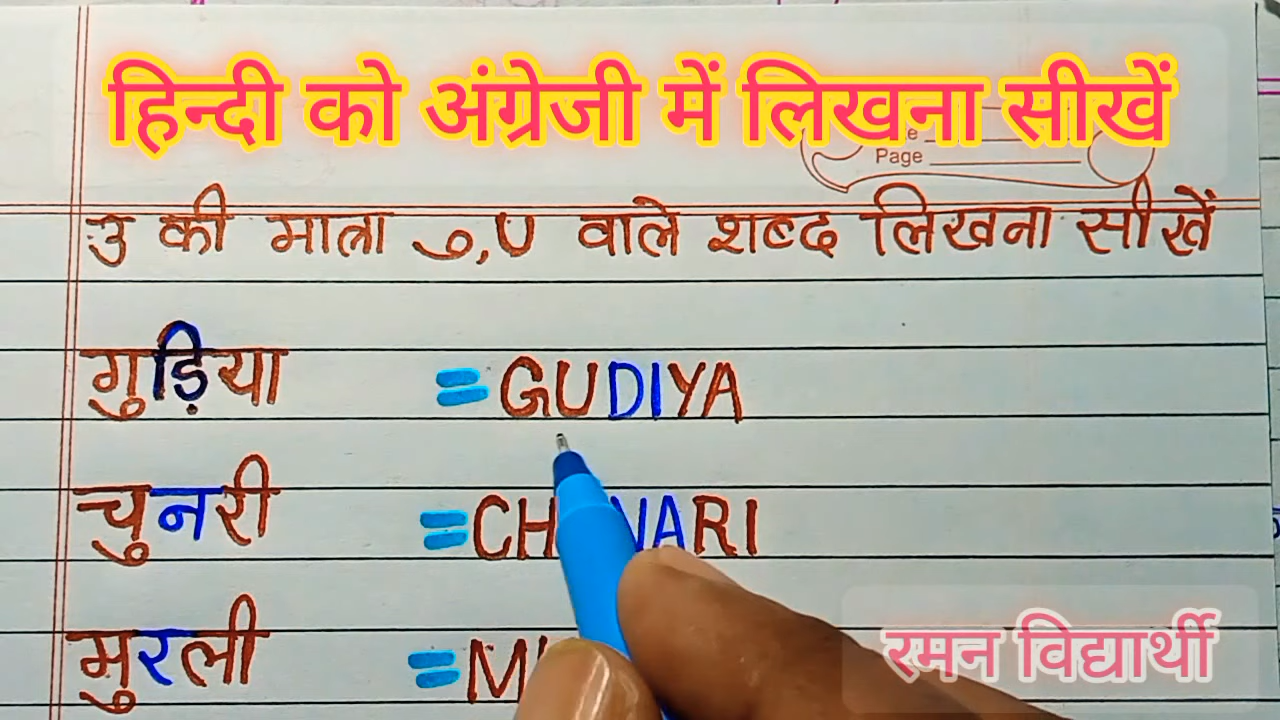 हिन्दी को अंग्रेजी में लिखना सीखें
Page
उ की मात्रा ु, U वाले शब्द लिखना सीखें
गुड़िया = GUDIYA
चुनरी = CH NARI
मुरली = M
रमन विद्यार्थी